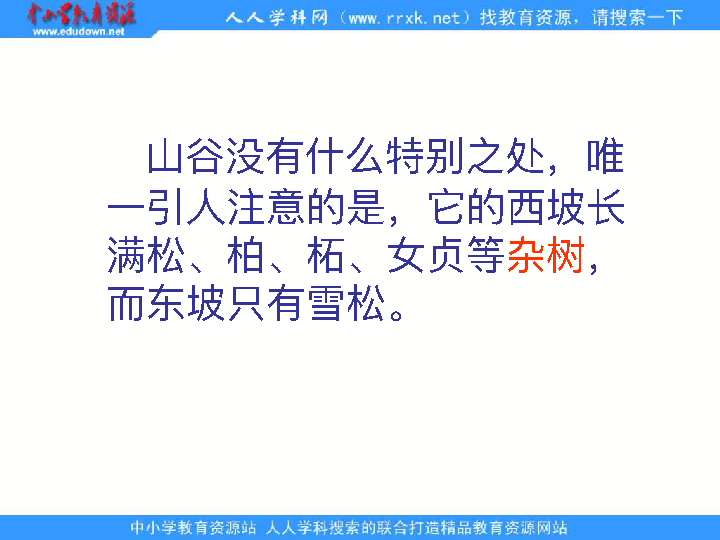 中小学教育资源
www.edudown.net
人人学科网（www.rrxk.net）找教育资源，请搜索一下
山谷没有什么特别之处，唯
一引人注意的是，它的西坡长
满松、柏、柘、女贞等杂树，
而东坡只有雪松。
中小学教育资源站 人人学科搜索的联合打造精品教育资源网站